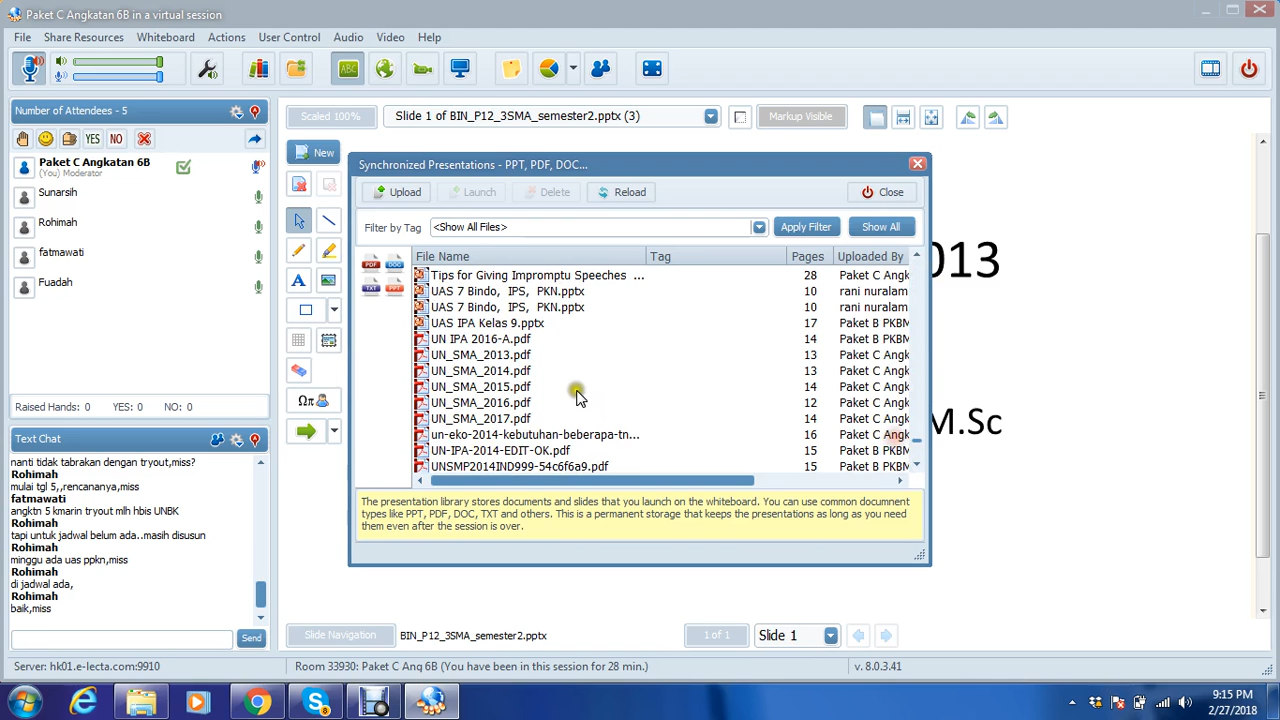 Paket C Angkatan 6B in a virtual session
File Share Resources Whiteboard Actions User Control Audio Video Help
ABC
Number of Attendees - 5
YES NO
Paket C Angkatan 6B
(You) Moderator
Sunarsih
Rohimah
fatmawati
Fuadah
Raised Hands: 0 YES: 0 NO: 0
Text Chat
nanti tidak tabrakan dengan tryout,miss?
Rohimah
mulai tgl 5,,rencananya,miss
fatmawati
angktn 5 kmarin tryout mlh hbis UNBK
Rohimah
tapi untuk jadwal belum ada..masih disusun
Rohimah
minggu ada uas ppkn,miss
Rohimah
di jadwal ada,
Rohimah
baik,miss
Send
Scaled 100% Slide 1 of BIN_P12_3SMA_semester2.pptx (3) Markup Visible
New
A
Ωπ
013
M.Sc
Synchronized Presentations - PPT, PDF, DOC...
Upload Launch Delete Reload Close
Filter by Tag <Show All Files> Apply Filter Show All
PDF DOC
TXT PPT
File Name Tag Pages Uploaded By
Tips for Giving Impromptu Speeches ... 28 Paket C Angk
UAS 7 Bindo, IPS, PKN.pptx 10 rani nuralam
UAS 7 Bindo, IPS, PKN.pptx 10 rani nuralam
UAS IPA Kelas 9.pptx 17 Paket B PKBM
UN IPA 2016-A.pdf 14 Paket B PKBM
UN_SMA_2013.pdf 13 Paket C Angk
UN_SMA_2014.pdf 13 Paket C Angk
UN_SMA_2015.pdf 14 Paket C Angk
UN_SMA_2016.pdf 12 Paket C Angk
UN_SMA_2017.pdf 14 Paket C Angk
un-eko-2014-kebutuhan-beberapa-tn... 16 Paket C Angk
UN-IPA-2014-EDIT-OK.pdf 15 Paket B PKBM
UNSMP2014IND999-54c6f6a9.pdf 15 Paket B PKBM
The presentation library stores documents and slides that you launch on the whiteboard. You can use common documnent
types like PPT, PDF, DOC, TXT and others. This is a permanent storage that keeps the presentations as long as you need
them even after the session is over.
Slide Navigation BIN_P12_3SMA_semester2.pptx 1 of 1 Slide 1
Server: hk01.e-lecta.com:9910 Room 33930: Paket C Ang 6B (You have been in this session for 28 min.) v. 8.0.3.41
9:15 PM
2/27/2018